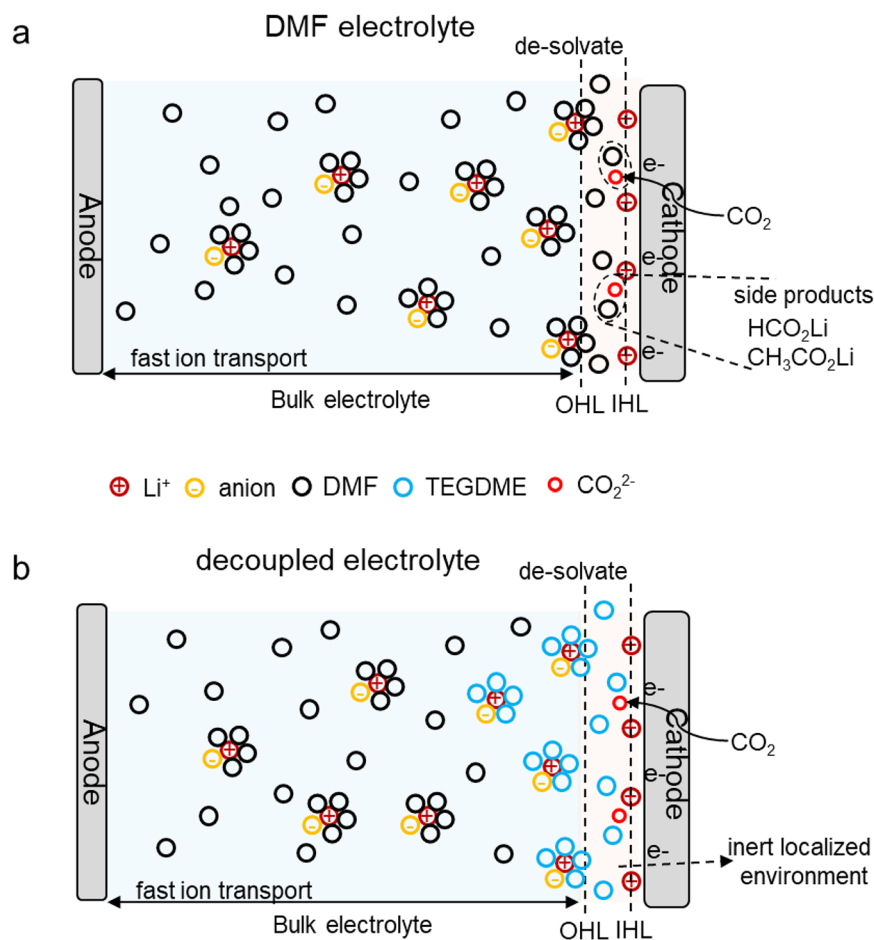 a
DMF electrolyte
de-solvate
Anode
e-
Cathode
CO₂
e-
side products
HCO₂Li
CH₃CO₂Li
e-
fast ion transport
Bulk electrolyte
OHL IHL
Li⁺ anion DMF TEGDME CO₂²⁻
b
decoupled electrolyte
de-solvate
Anode
e-
Cathode
CO₂
e-
e-
inert localized
environment
fast ion transport
Bulk electrolyte
OHL IHL